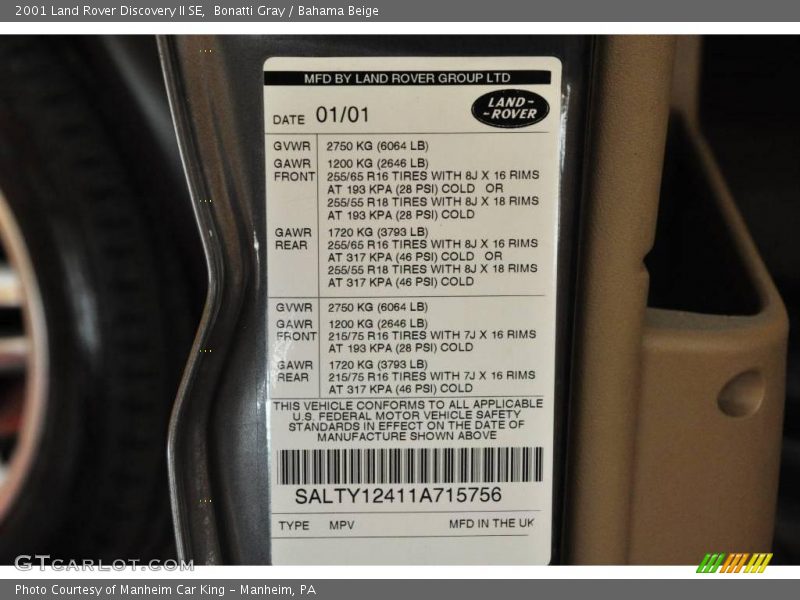 2001 Land Rover Discovery II SE,  Bonatti Gray / Bahama Beige
MFD BY LAND ROVER GROUP LTD
DATE 01/01
LAND-
-ROVER
GVWR 2750 KG (6064 LB)
GAWR 1200 KG (2646 LB)
FRONT 255/65 R16 TIRES WITH 8J X 16 RIMS
AT 193 KPA (28 PSI) COLD OR
255/55 R18 TIRES WITH 8J X 18 RIMS
AT 193 KPA (28 PSI) COLD
GAWR 1720 KG (3793 LB)
REAR 255/65 R16 TIRES WITH 8J X 16 RIMS
AT 317 KPA (46 PSI) COLD OR
255/55 R18 TIRES WITH 8J X 18 RIMS
AT 317 KPA (46 PSI) COLD
GVWR 2750 KG (6064 LB)
GAWR 1200 KG (2646 LB)
FRONT 215/75 R16 TIRES WITH 7J X 16 RIMS
AT 193 KPA (28 PSI) COLD
GAWR 1720 KG (3793 LB)
REAR 215/75 R16 TIRES WITH 7J X 16 RIMS
AT 317 KPA (46 PSI) COLD
THIS VEHICLE CONFORMS TO ALL APPLICABLE
U.S. FEDERAL MOTOR VEHICLE SAFETY
STANDARDS IN EFFECT ON THE DATE OF
MANUFACTURE SHOWN ABOVE
SALTY12411A715756
TYPE MPV MFD IN THE UK
GTCARLOT.COM
Photo Courtesy of Manheim Car King - Manheim, PA